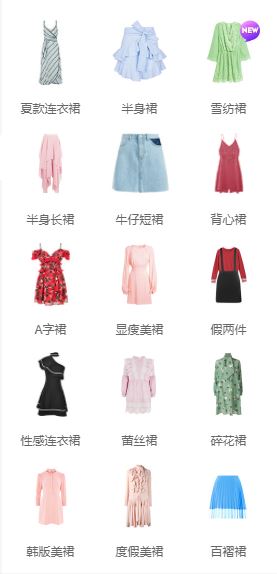 NEW
夏款连衣裙
半身裙
雪纺裙
半身长裙
牛仔短裙
背心裙
A字裙
显瘦美裙
假两件
性感连衣裙
蕾丝裙
碎花裙
韩版美裙
度假美裙
百褶裙